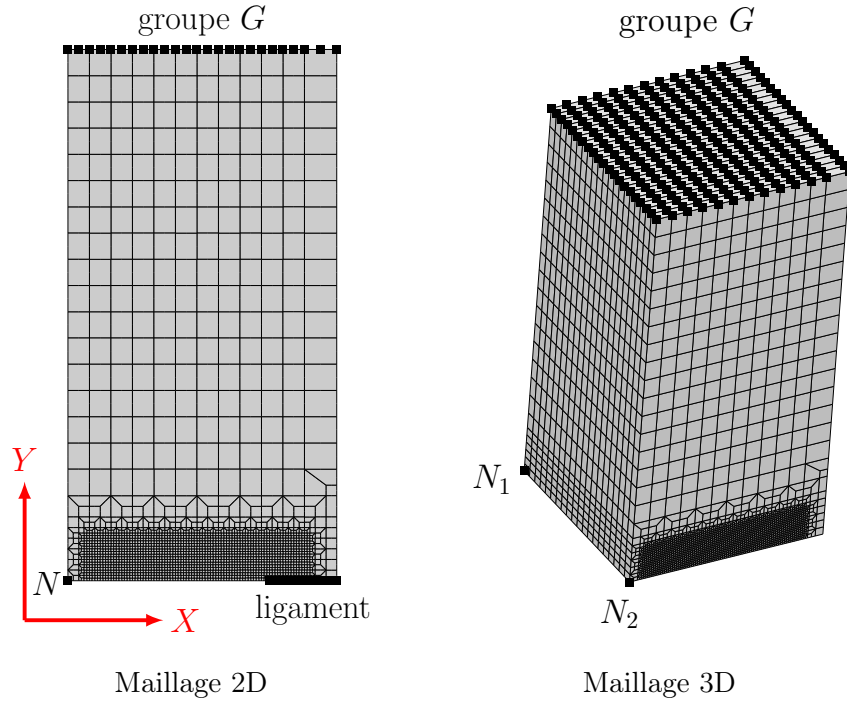 groupe G
groupe G
Y
N
X
ligament
N₁
N₂
Maillage 2D
Maillage 3D